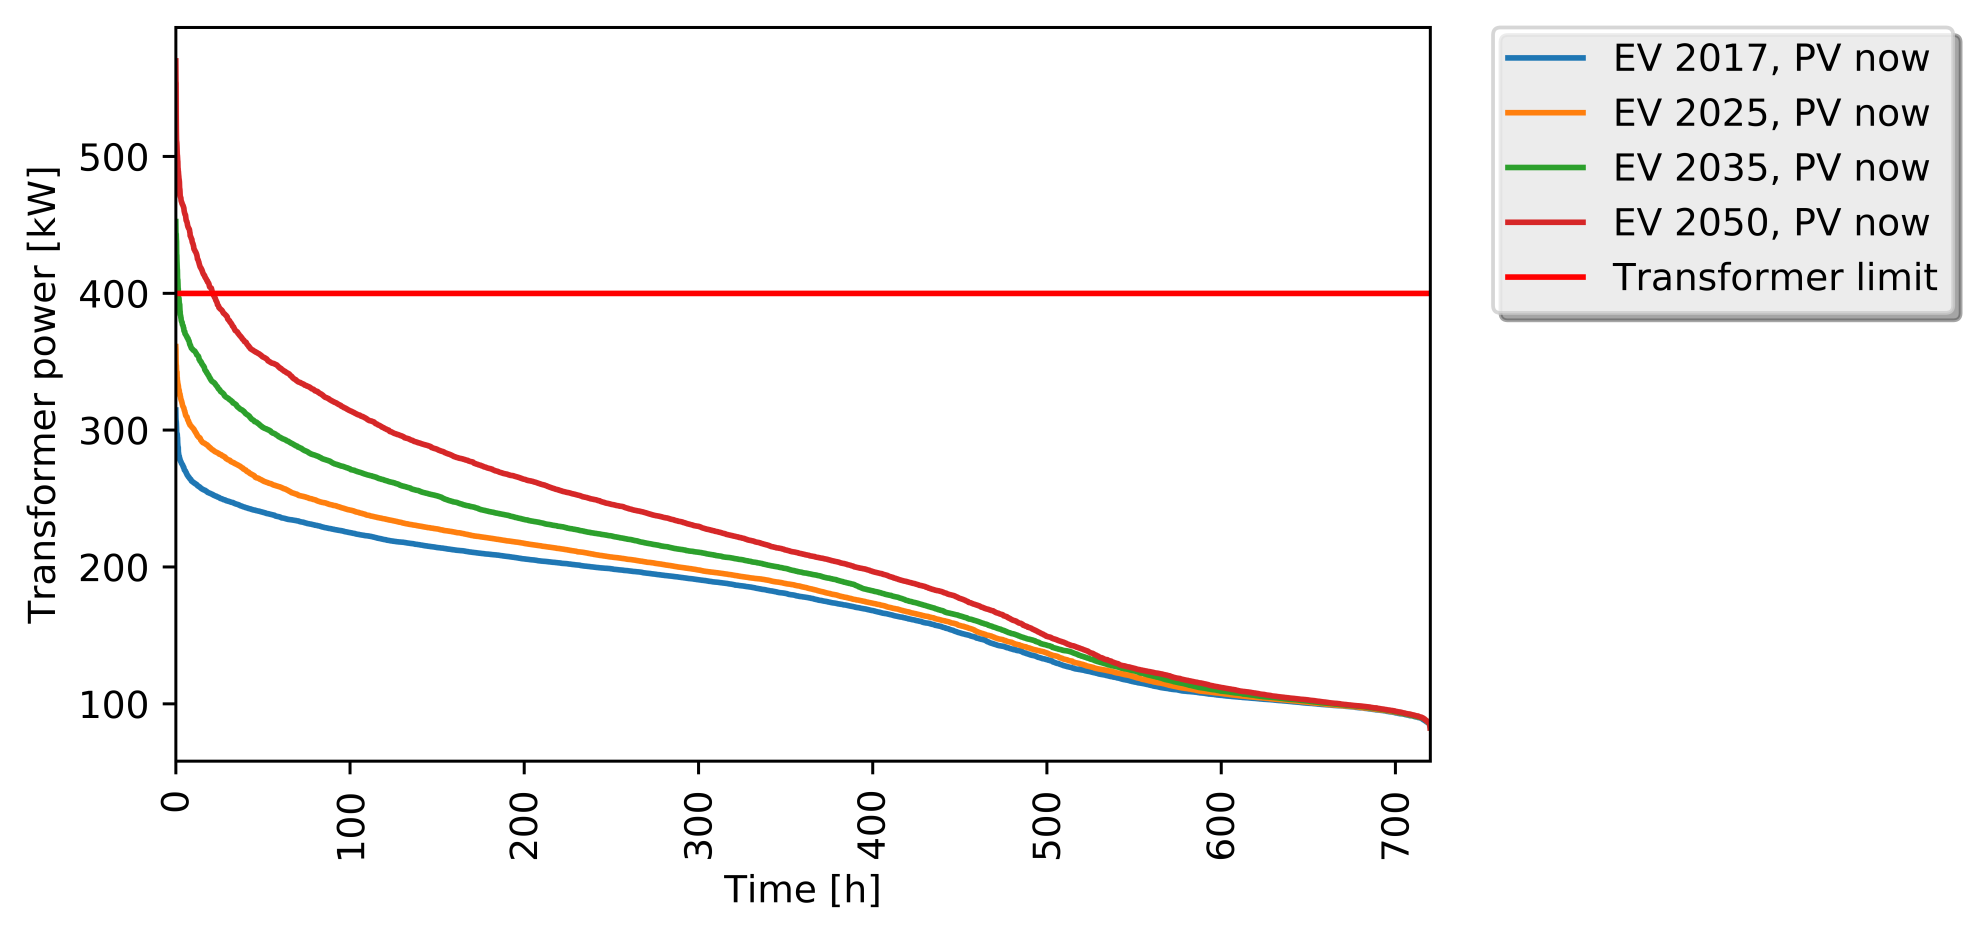 Transformer power [kW]
500
400
300
200
100
0
100
200
300
400
500
600
700
Time [h]
EV 2017, PV now
EV 2025, PV now
EV 2035, PV now
EV 2050, PV now
Transformer limit